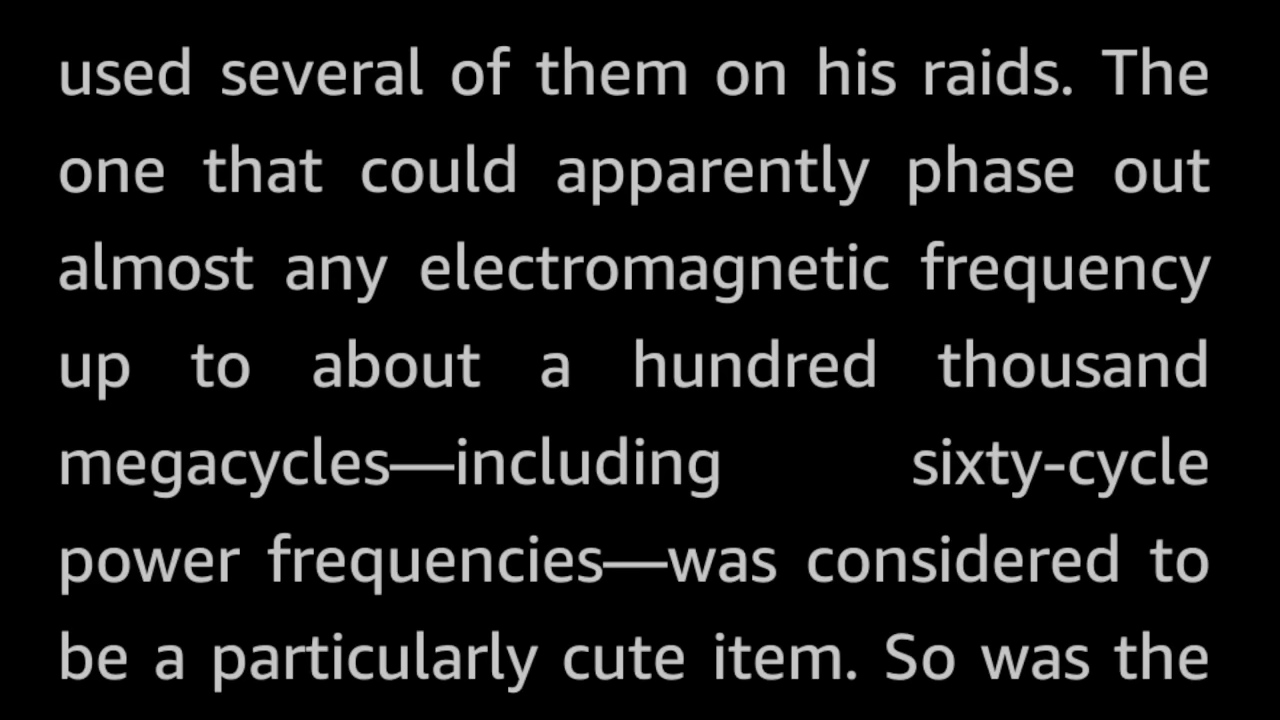 used several of them on his raids. The
one that could apparently phase out
almost any electromagnetic frequency
up to about a hundred thousand
megacycles—including sixty-cycle
power frequencies—was considered to
be a particularly cute item. So was the